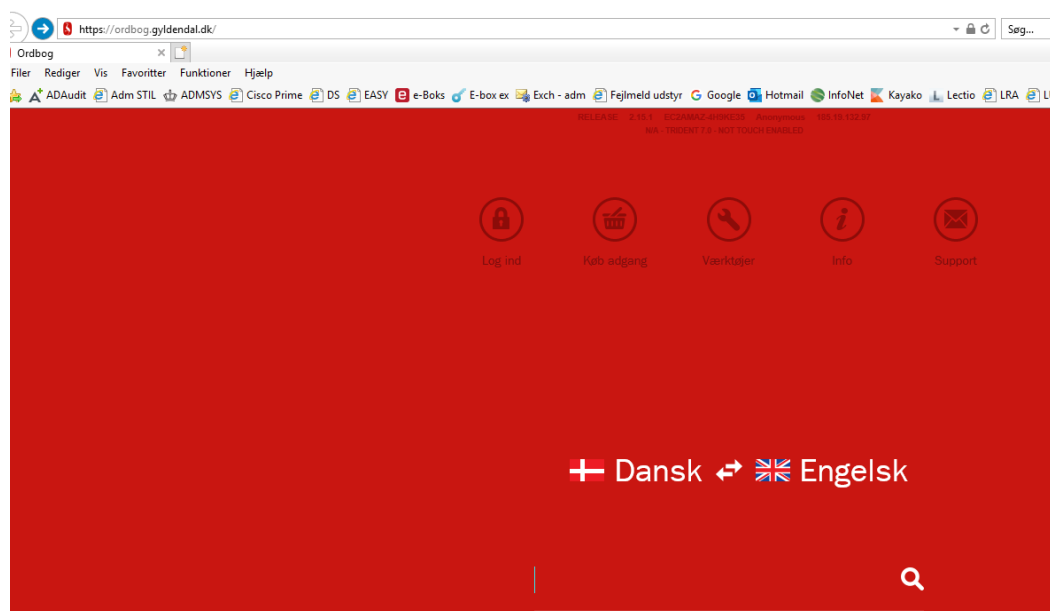 https://ordbog.gyldendal.dk/
Søg...
Ordbog
Filer Rediger Vis Favoritter Funktioner Hjælp
ADAudit Adm STIL ADMSYS Cisco Prime DS EASY e-Boks E-box ex Exch - adm Fejlmeld udstyr Google Hotmail InfoNet Kayako Lectio LRA
RELEASE 2.15.1 Anonymous
N/A - TRIDENT 7.0 - NOT TOUCH ENABLED
Log ind Køb adgang Værktøjer Info Support
Dansk Engelsk